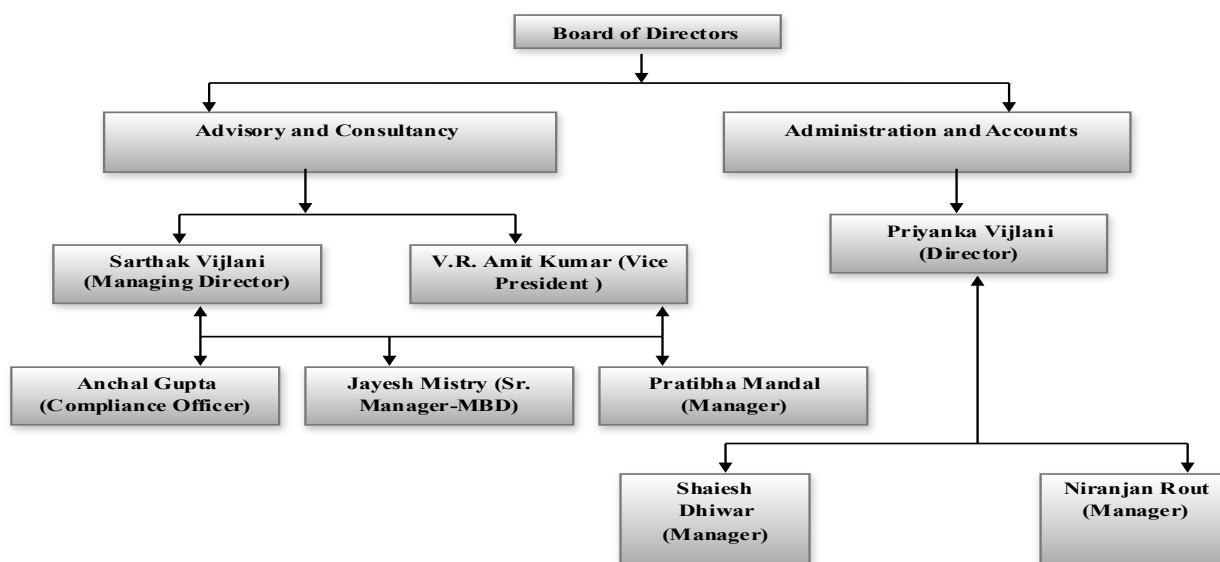 Board of Directors
Advisory and Consultancy
Administration and Accounts
Sarthak Vijlani
(Managing Director)
V.R. Amit Kumar (Vice
President )
Priyanka Vijlani
(Director)
Anchal Gupta
(Compliance Officer)
Jayesh Mistry (Sr.
Manager-MBD)
Pratibha Mandal
(Manager)
Shaiesh
Dhiwar
(Manager)
Niranjan Rout
(Manager)